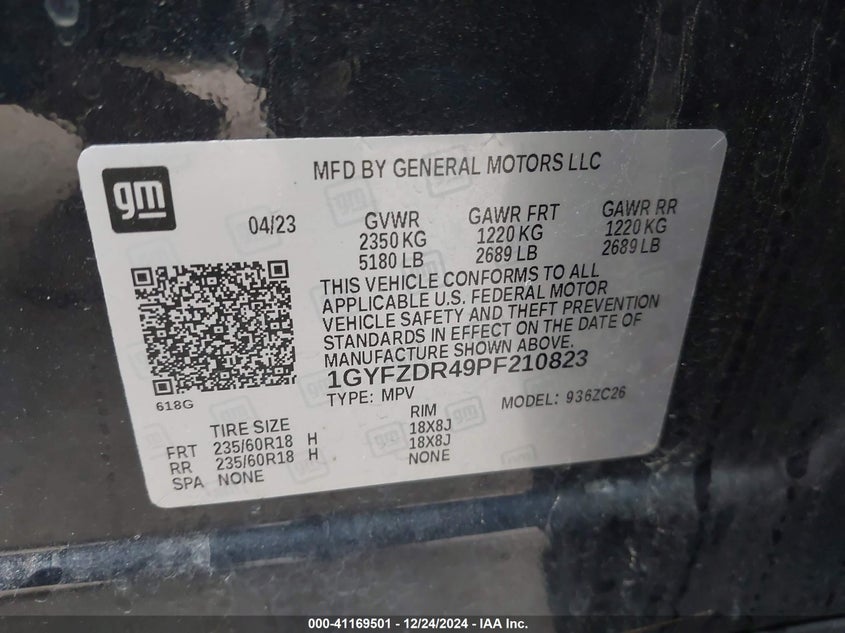 gm
MFD BY GENERAL MOTORS LLC
04/23
GVWR GAWR FRT GAWR RR
2350 KG 1220 KG 1220 KG
5180 LB 2689 LB 2689 LB
THIS VEHICLE CONFORMS TO ALL
APPLICABLE U.S. FEDERAL MOTOR
VEHICLE SAFETY AND THEFT PREVENTION
STANDARDS IN EFFECT ON THE DATE OF
MANUFACTURE SHOWN ABOVE.
1GYFZDR49PF210823
618G
TYPE: MPV MODEL: 936ZC26
TIRE SIZE RIM
FRT 235/60R18 H 18X8J
RR 235/60R18 H 18X8J
SPA NONE NONE
000-41169501 - 12/24/2024 - IAA Inc.